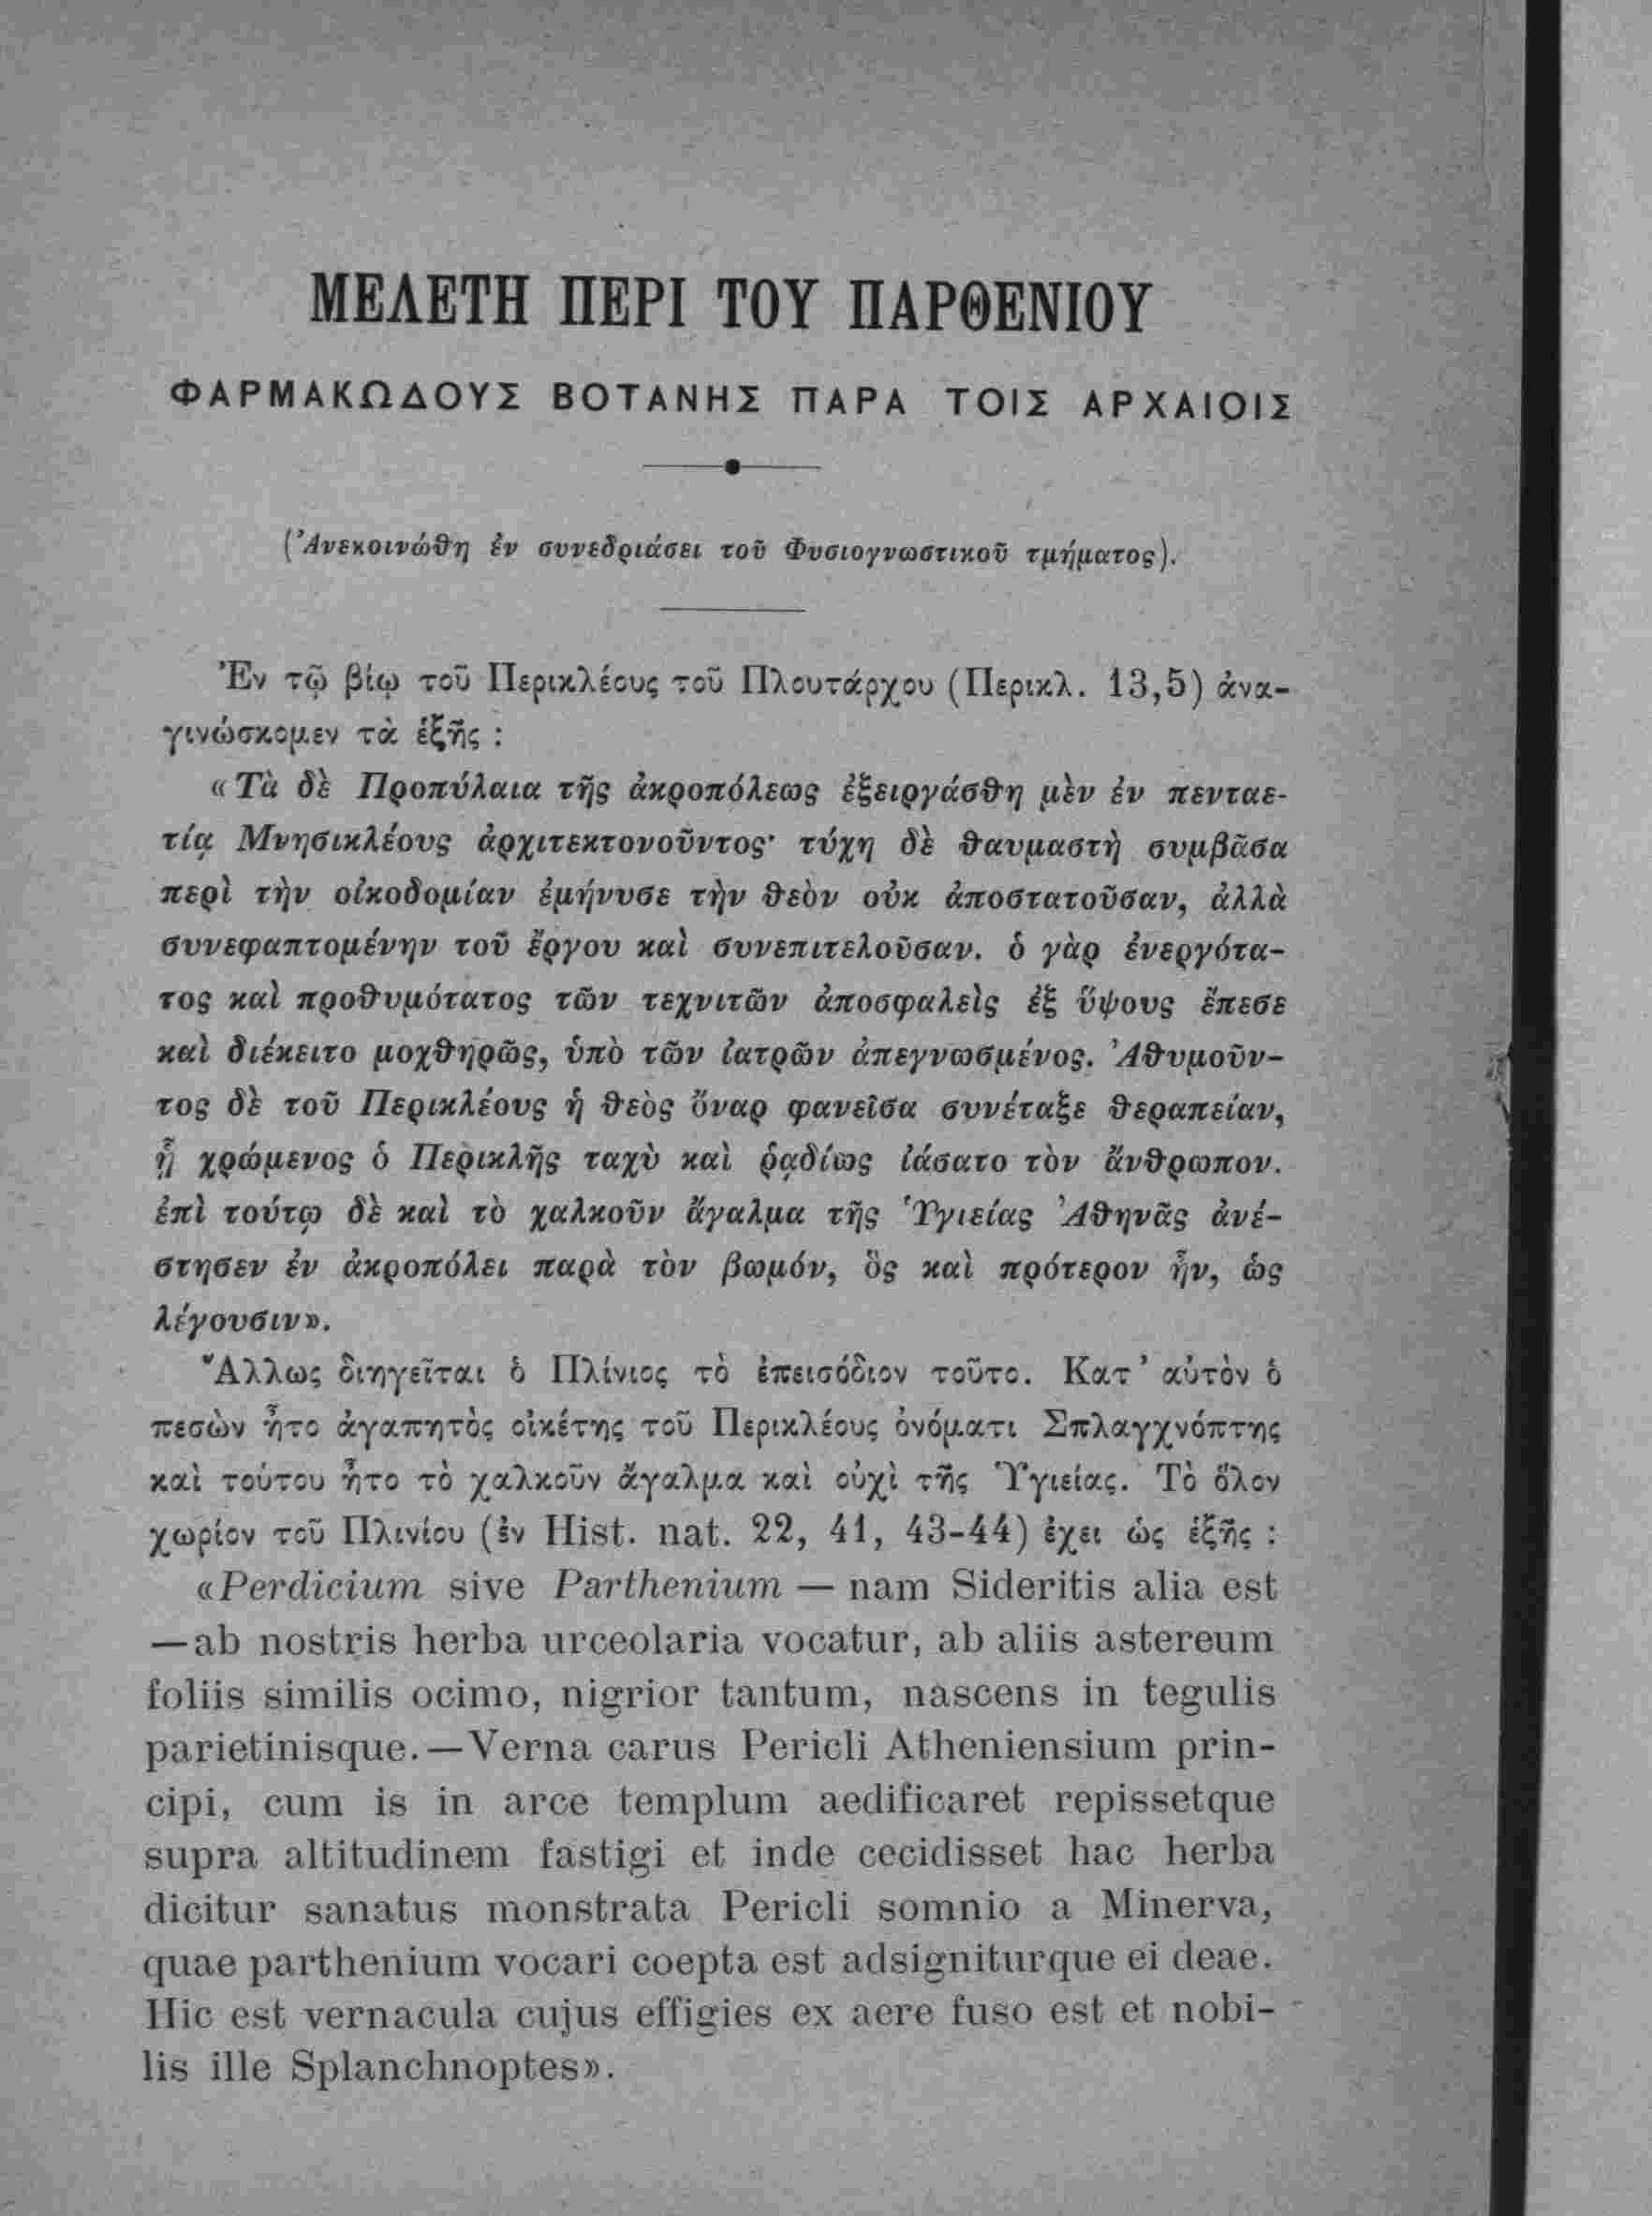 ΜΕΛΕΤΗ ΠΕΡΙ ΤΟΥ ΠΑΡΘΕΝΙΟΥ
ΦΑΡΜΑΚΩΔΟΥΣ ΒΟΤΑΝΗΣ ΠΑΡΑ ΤΟΙΣ ΑΡΧΑΙΟΙΣ
(Ἀνεκοινώθη ἐν συνεδριάσει τοῦ Φυσιογνωστικοῦ τμήματος).
Ἐν τῷ βίῳ τοῦ Περικλέους τοῦ Πλουτάρχου (Περικλ. 13,5) ἀνα-
γινώσκομεν τὰ ἑξῆς :
«Τὰ δὲ Προπύλαια τῆς ἀκροπόλεως ἐξειργάσθη μὲν ἐν πενταε-
τίᾳ Μνησικλέους ἀρχιτεκτονοῦντος· τύχη δὲ θαυμαστὴ συμβᾶσα
περὶ τὴν οἰκοδομίαν ἐμήνυσε τὴν θεὸν οὐκ ἀποστατοῦσαν, ἀλλὰ
συνεφαπτομένην τοῦ ἔργου καὶ συνεπιτελοῦσαν. ὁ γὰρ ἐνεργότα-
τος καὶ προθυμότατος τῶν τεχνιτῶν ἀποσφαλεὶς ἐξ ὕψους ἔπεσε
καὶ διέκειτο μοχθηρῶς, ὑπὸ τῶν ἰατρῶν ἀπεγνωσμένος. Ἀθυμοῦν-
τος δὲ τοῦ Περικλέους ἡ θεὸς ὄναρ φανεῖσα συνέταξε θεραπείαν,
ᾗ χρώμενος ὁ Περικλῆς ταχὺ καὶ ῥᾳδίως ἰάσατο τὸν ἄνθρωπον.
ἐπὶ τούτῳ δὲ καὶ τὸ χαλκοῦν ἄγαλμα τῆς Ὑγιείας Ἀθηνᾶς ἀνέ-
στησεν ἐν ἀκροπόλει παρὰ τὸν βωμόν, ὃς καὶ πρότερον ἦν, ὡς
λέγουσιν».
Ἄλλως διηγεῖται ὁ Πλίνιος τὸ ἐπεισόδιον τοῦτο. Κατ' αὐτὸν ὁ
πεσὼν ἦτο ἀγαπητὸς οἰκέτης τοῦ Περικλέους ὀνόματι Σπλαγχνόπτης
καὶ τούτου ἦτο τὸ χαλκοῦν ἄγαλμα καὶ οὐχὶ τῆς Ὑγιείας. Τὸ ὅλον
χωρίον τοῦ Πλινίου (ἐν Hist. nat. 22, 41, 43-44) ἔχει ὡς ἑξῆς :
«Perdicium sive Parthenium — nam Sideritis alia est
—ab nostris herba urceolaria vocatur, ab aliis astereum
foliis similis ocimo, nigrior tantum, nascens in tegulis
parietinisque.—Verna carus Pericli Atheniensium prin-
cipi, cum is in arce templum aedificaret repissetque
supra altitudinem fastigi et inde cecidisset hac herba
dicitur sanatus monstrata Pericli somnio a Minerva,
quae parthenium vocari coepta est adsigniturque ei deae.
Hic est vernacula cujus effigies ex aere fuso est et nobi-
lis ille Splanchnoptes».